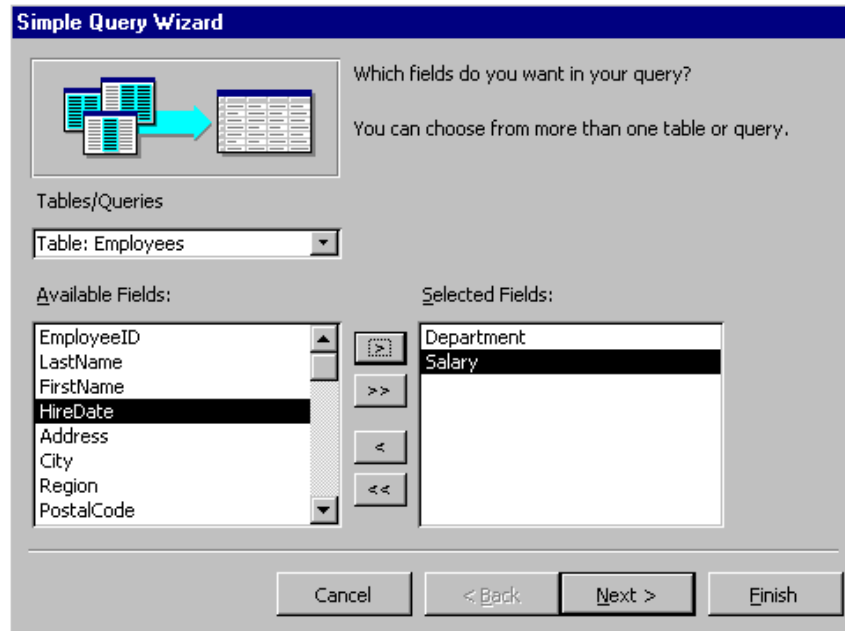 Simple Query Wizard
Which fields do you want in your query?
You can choose from more than one table or query.
Tables/Queries
Table: Employees
Available Fields:
EmployeeID
LastName
FirstName
HireDate
Address
City
Region
PostalCode
>
>>
<
<<
Selected Fields:
Department
Salary
Cancel
< Back
Next >
Finish